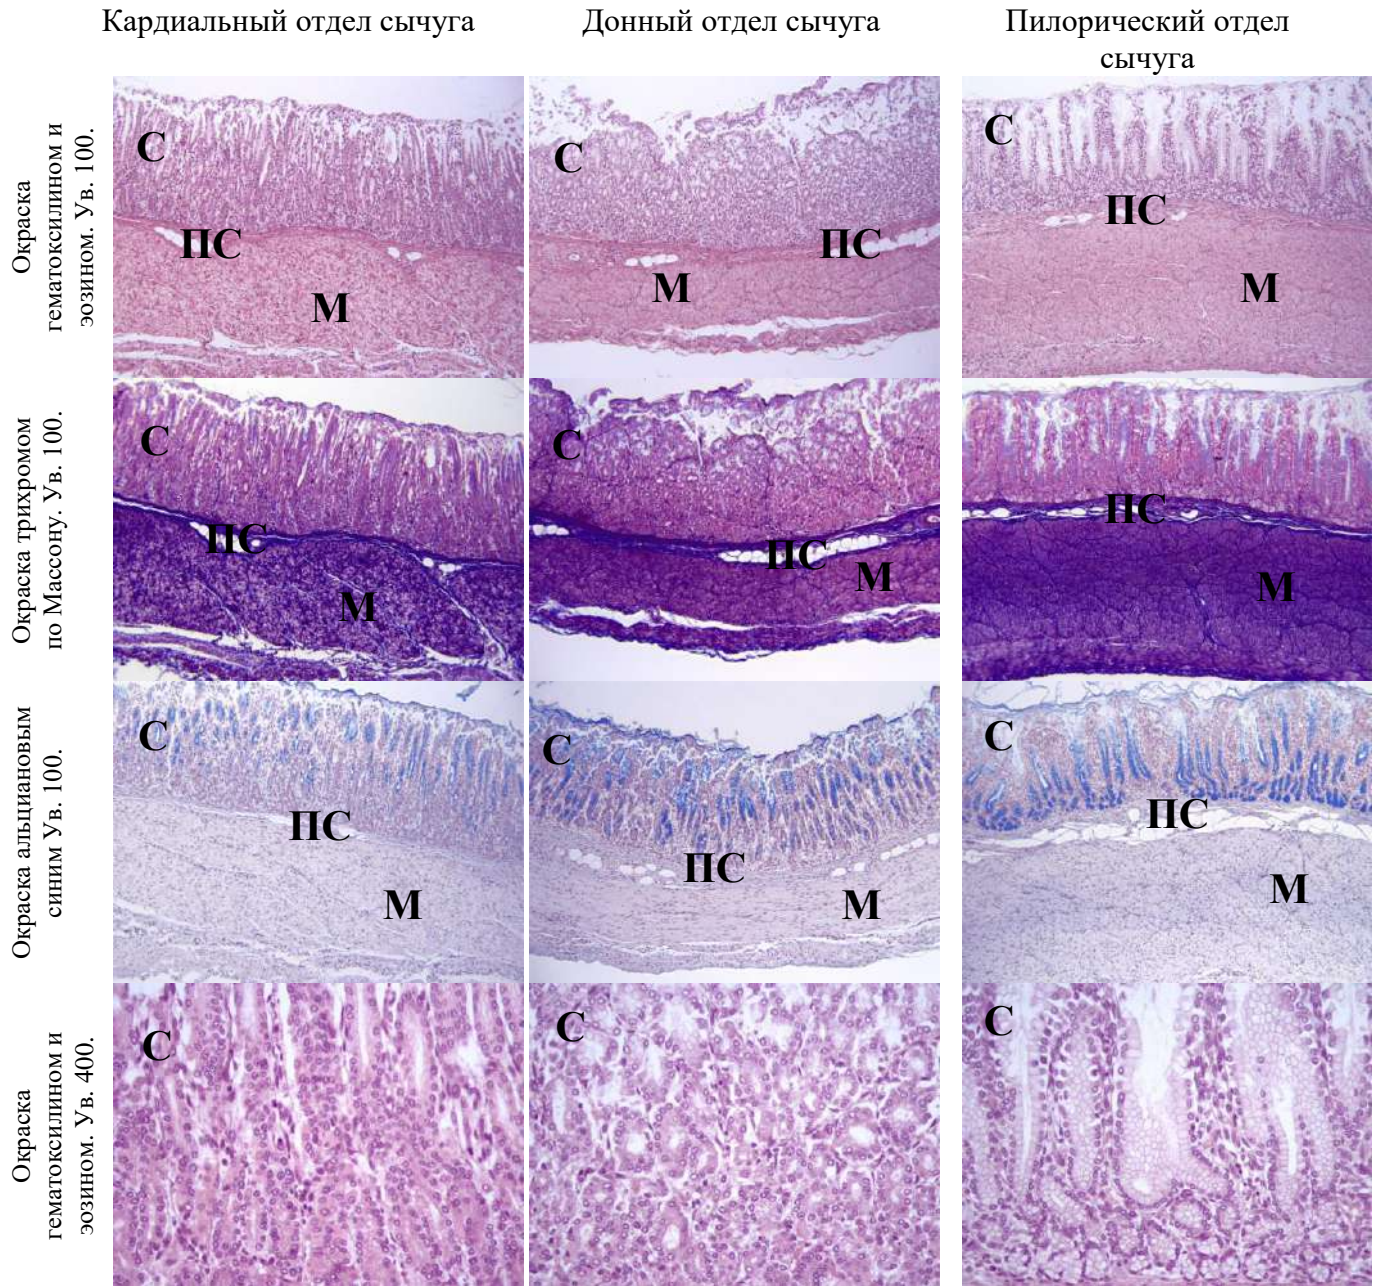 Кардиальный отдел сычуга
Донный отдел сычуга
Пилорический отдел
сычуга
Окраска
гематоксилином и
эозином. Ув. 100.
С
ПС
М
С
ПС
М
С
ПС
М
Окраска трихромом
по Массону. Ув. 100.
С
ПС
М
С
ПС
М
С
ПС
М
Окраска альциановым
синим Ув. 100.
С
ПС
М
С
ПС
М
С
ПС
М
Окраска
гематоксилином и
эозином. Ув. 400.
С
С
С